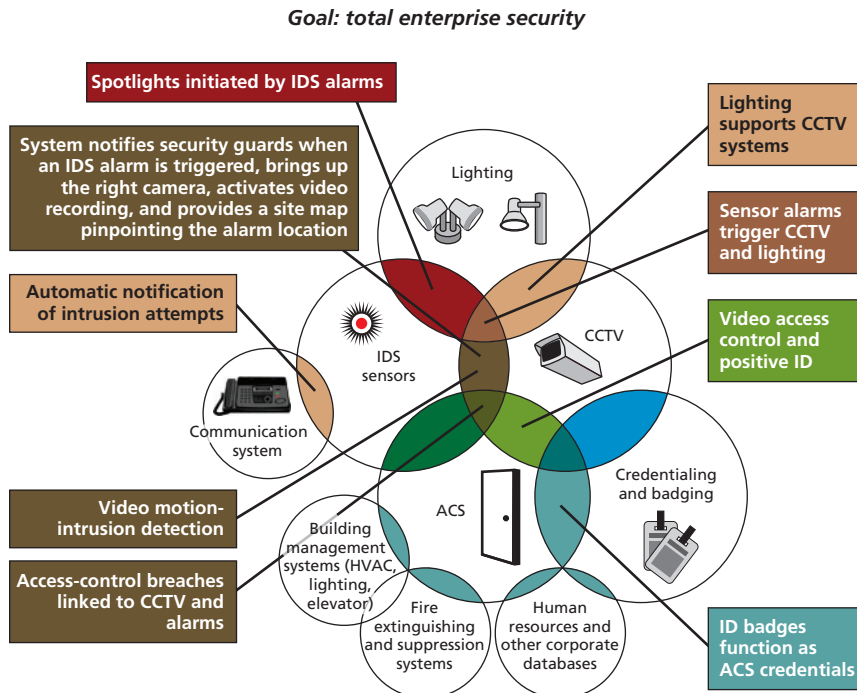 Goal: total enterprise security
Spotlights initiated by IDS alarms
System notifies security guards when
an IDS alarm is triggered, brings up
the right camera, activates video
recording, and provides a site map
pinpointing the alarm location
Automatic notification
of intrusion attempts
Lighting
supports CCTV
systems
Sensor alarms
trigger CCTV
and lighting
Video access
control and
positive ID
Lighting
IDS
sensors
CCTV
Communication
system
Credentialing
and badging
ACS
Video motion-
intrusion detection
Access-control breaches
linked to CCTV and
alarms
Building
management
systems (HVAC,
lighting,
elevator)
Fire
extinguishing
and suppression
systems
Human
resources and
other corporate
databases
ID badges
function as
ACS credentials